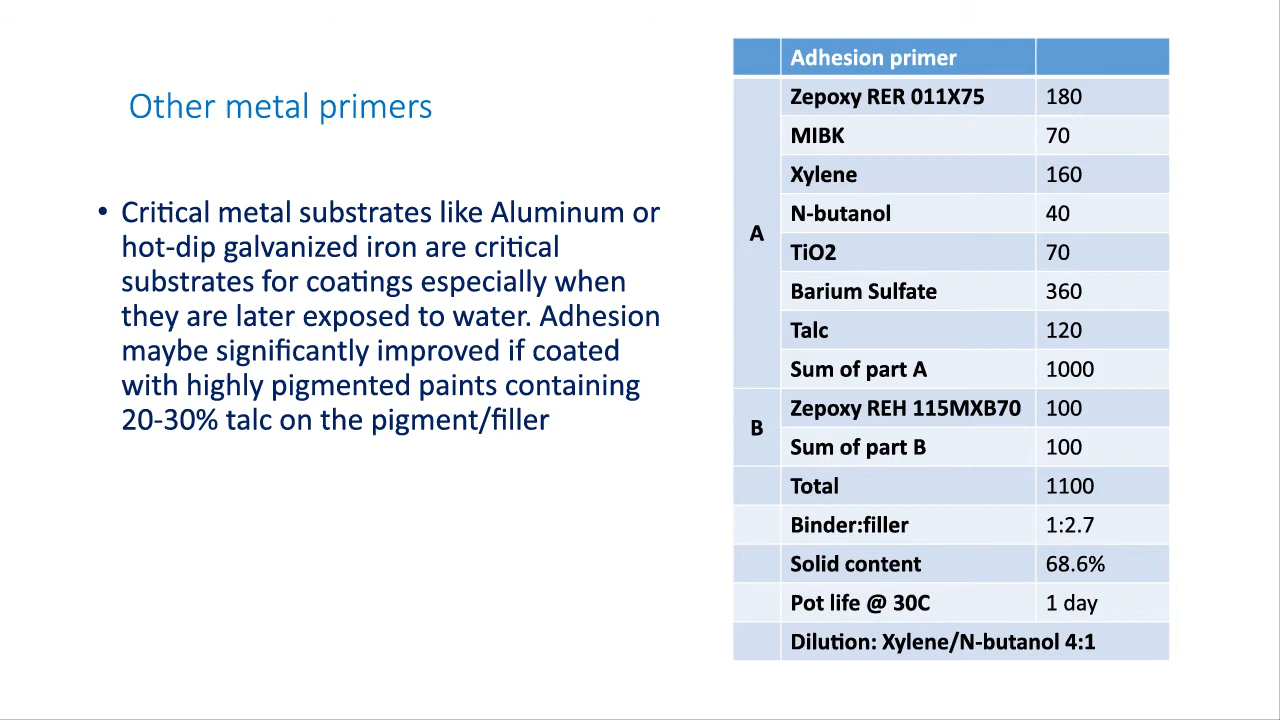 Other metal primers
• Critical metal substrates like Aluminum or
hot-dip galvanized iron are critical
substrates for coatings especially when
they are later exposed to water. Adhesion
maybe significantly improved if coated
with highly pigmented paints containing
20-30% talc on the pigment/filler
Adhesion primer
A
Zepoxy RER 011X75 180
MIBK 70
Xylene 160
N-butanol 40
TiO2 70
Barium Sulfate 360
Talc 120
Sum of part A 1000
B
Zepoxy REH 115MXB70 100
Sum of part B 100
Total 1100
Binder:filler 1:2.7
Solid content 68.6%
Pot life @ 30C 1 day
Dilution: Xylene/N-butanol 4:1